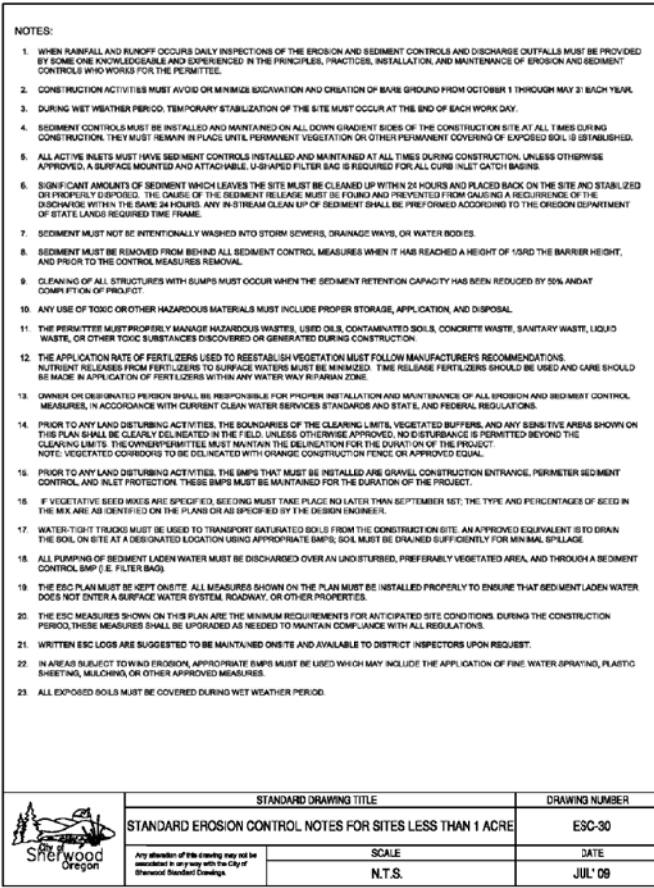 NOTES:
1. WHEN RAINFALL AND RUNOFF OCCURS DAILY INSPECTIONS OF THE EROSION AND SEDIMENT CONTROLS AND DISCHARGE OUTFALLS MUST BE PROVIDED
BY SOME ONE KNOWLEDGEABLE AND EXPERIENCED IN THE PRINCIPLES, PRACTICES, INSTALLATION, AND MAINTENANCE OF EROSION AND SEDIMENT
CONTROLS WHO WORKS FOR THE PERMITTEE.
2. CONSTRUCTION ACTIVITIES MUST AVOID OR MINIMIZE EXCAVATION AND CREATION OF BARE GROUND FROM OCTOBER 1 THROUGH MAY 31 EACH YEAR.
3. DURING WET WEATHER PERIOD, TEMPORARY STABILIZATION OF THE SITE MUST OCCUR AT THE END OF EACH WORK DAY.
4. SEDIMENT CONTROLS MUST BE INSTALLED AND MAINTAINED ON ALL DOWN GRADIENT SIDES OF THE CONSTRUCTION SITE AT ALL TIMES DURING
CONSTRUCTION. THEY MUST REMAIN IN PLACE UNTIL PERMANENT VEGETATION OR OTHER PERMANENT COVERING OF EXPOSED SOIL IS ESTABLISHED.
5. ALL ACTIVE INLETS MUST HAVE SEDIMENT CONTROLS INSTALLED AND MAINTAINED AT ALL TIMES DURING CONSTRUCTION. UNLESS OTHERWISE
APPROVED, A SURFACE MOUNTED AND ATTACHABLE, U-SHAPED FILTER BAG IS REQUIRED FOR ALL CURB INLET CATCH BASINS.
6. SIGNIFICANT AMOUNTS OF SEDIMENT WHICH LEAVES THE SITE MUST BE CLEANED UP WITHIN 24 HOURS AND PLACED BACK ON THE SITE AND STABILIZED
OR PROPERLY DISPOSED. THE CAUSE OF THE SEDIMENT RELEASE MUST BE FOUND AND PREVENTED FROM CAUSING A RECURRENCE OF THE
DISCHARGE WITHIN THE SAME 24 HOURS. ANY IN-STREAM CLEAN UP OF SEDIMENT SHALL BE PREFORMED ACCORDING TO THE OREGON DEPARTMENT
OF STATE LANDS REQUIRED TIME FRAME.
7. SEDIMENT MUST NOT BE INTENTIONALLY WASHED INTO STORM SEWERS, DRAINAGE WAYS, OR WATER BODIES.
8. SEDIMENT MUST BE REMOVED FROM BEHIND ALL SEDIMENT CONTROL MEASURES WHEN IT HAS REACHED A HEIGHT OF 1/3RD THE BARRIER HEIGHT,
AND PRIOR TO THE CONTROL MEASURES REMOVAL.
9. CLEANING OF ALL STRUCTURES WITH SUMPS MUST OCCUR WHEN THE SEDIMENT RETENTION CAPACITY HAS BEEN REDUCED BY 50% ANDAT
COMPLETION OF PROJECT.
10. ANY USE OF TOXIC OR OTHER HAZARDOUS MATERIALS MUST INCLUDE PROPER STORAGE, APPLICATION, AND DISPOSAL.
11. THE PERMITTEE MUST PROPERLY MANAGE HAZARDOUS WASTES, USED OILS, CONTAMINATED SOILS, CONCRETE WASTE, SANITARY WASTE, LIQUID
WASTE, OR OTHER TOXIC SUBSTANCES DISCOVERED OR GENERATED DURING CONSTRUCTION.
12. THE APPLICATION RATE OF FERTILIZERS USED TO REESTABLISH VEGETATION MUST FOLLOW MANUFACTURER'S RECOMMENDATIONS.
NUTRIENT RELEASES FROM FERTILIZERS TO SURFACE WATERS MUST BE MINIMIZED. TIME RELEASE FERTILIZERS SHOULD BE USED AND CARE SHOULD
BE MADE IN APPLICATION OF FERTILIZERS WITHIN ANY WATER WAY RIPARIAN ZONE.
13. OWNER OR DESIGNATED PERSON SHALL BE RESPONSIBLE FOR PROPER INSTALLATION AND MAINTENANCE OF ALL EROSION AND SEDIMENT CONTROL
MEASURES, IN ACCORDANCE WITH CURRENT CLEAN WATER SERVICES STANDARDS AND STATE, AND FEDERAL REGULATIONS.
14. PRIOR TO ANY LAND DISTURBING ACTIVITIES, THE BOUNDARIES OF THE CLEARING LIMITS, VEGETATED BUFFERS, AND ANY SENSITIVE AREAS SHOWN ON
THIS PLAN SHALL BE CLEARLY DELINEATED IN THE FIELD. UNLESS OTHERWISE APPROVED, NO DISTURBANCE IS PERMITTED BEYOND THE
CLEARING LIMITS. THE OWNER/PERMITTEE MUST MAINTAIN THE DELINEATION FOR THE DURATION OF THE PROJECT.
NOTE: VEGETATED CORRIDORS TO BE DELINEATED WITH ORANGE CONSTRUCTION FENCE OR APPROVED EQUAL.
15. PRIOR TO ANY LAND DISTURBING ACTIVITIES, THE BMPS THAT MUST BE INSTALLED ARE GRAVEL CONSTRUCTION ENTRANCE, PERIMETER SEDIMENT
CONTROL, AND INLET PROTECTION. THESE BMPS MUST BE MAINTAINED FOR THE DURATION OF THE PROJECT.
16. IF VEGETATIVE SEED MIXES ARE SPECIFIED, SEEDING MUST TAKE PLACE NO LATER THAN SEPTEMBER 1ST; THE TYPE AND PERCENTAGES OF SEED IN
THE MIX ARE AS IDENTIFIED ON THE PLANS OR AS SPECIFIED BY THE DESIGN ENGINEER.
17. WATER-TIGHT TRUCKS MUST BE USED TO TRANSPORT SATURATED SOILS FROM THE CONSTRUCTION SITE. AN APPROVED EQUIVALENT IS TO DRAIN
THE SOIL ON SITE AT A DESIGNATED LOCATION USING APPROPRIATE BMPS; SOIL MUST BE DRAINED SUFFICIENTLY FOR MINIMAL SPILLAGE.
18. ALL PUMPING OF SEDIMENT LADEN WATER MUST BE DISCHARGED OVER AN UNDISTURBED, PREFERABLY VEGETATED AREA, AND THROUGH A SEDIMENT
CONTROL BMP (I.E. FILTER BAG).
19. THE ESC PLAN MUST BE KEPT ONSITE. ALL MEASURES SHOWN ON THE PLAN MUST BE INSTALLED PROPERLY TO ENSURE THAT SEDIMENT LADEN WATER
DOES NOT ENTER A SURFACE WATER SYSTEM, ROADWAY, OR OTHER PROPERTIES.
20. THE ESC MEASURES SHOWN ON THIS PLAN ARE THE MINIMUM REQUIREMENTS FOR ANTICIPATED SITE CONDITIONS. DURING THE CONSTRUCTION
PERIOD, THESE MEASURES SHALL BE UPGRADED AS NEEDED TO MAINTAIN COMPLIANCE WITH ALL REGULATIONS.
21. WRITTEN ESC LOGS ARE SUGGESTED TO BE MAINTAINED ONSITE AND AVAILABLE TO DISTRICT INSPECTORS UPON REQUEST.
22. IN AREAS SUBJECT TO WIND EROSION, APPROPRIATE BMPS MUST BE USED WHICH MAY INCLUDE THE APPLICATION OF FINE WATER SPRAYING, PLASTIC
SHEETING, MULCHING, OR OTHER APPROVED MEASURES.
23. ALL EXPOSED SOILS MUST BE COVERED DURING WET WEATHER PERIOD.
City of
Sherwood
Oregon
STANDARD DRAWING TITLE
STANDARD EROSION CONTROL NOTES FOR SITES LESS THAN 1 ACRE
DRAWING NUMBER
ESC-30
Any alteration of this drawing may not be
associated in any way with the City of
Sherwood Standard Drawings.
SCALE
N.T.S.
DATE
JUL' 09